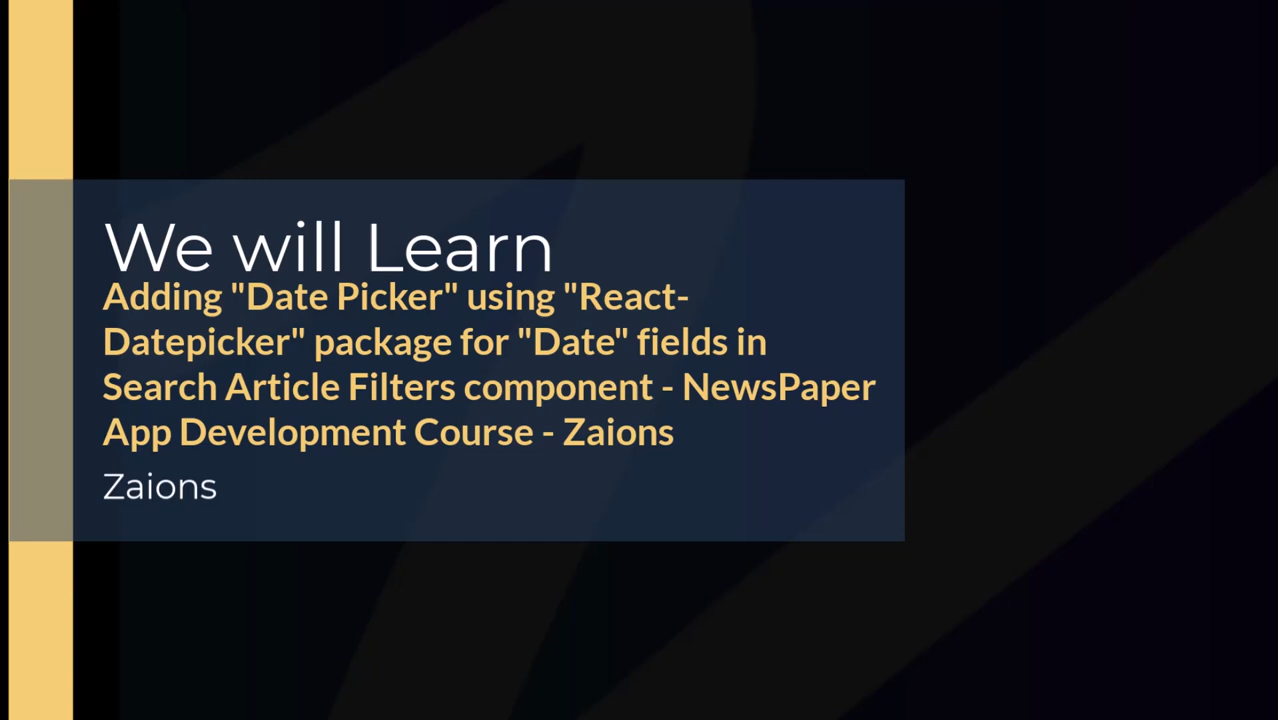 We will Learn
Adding "Date Picker" using "React-
Datepicker" package for "Date" fields in
Search Article Filters component - NewsPaper
App Development Course - Zaions
Zaions